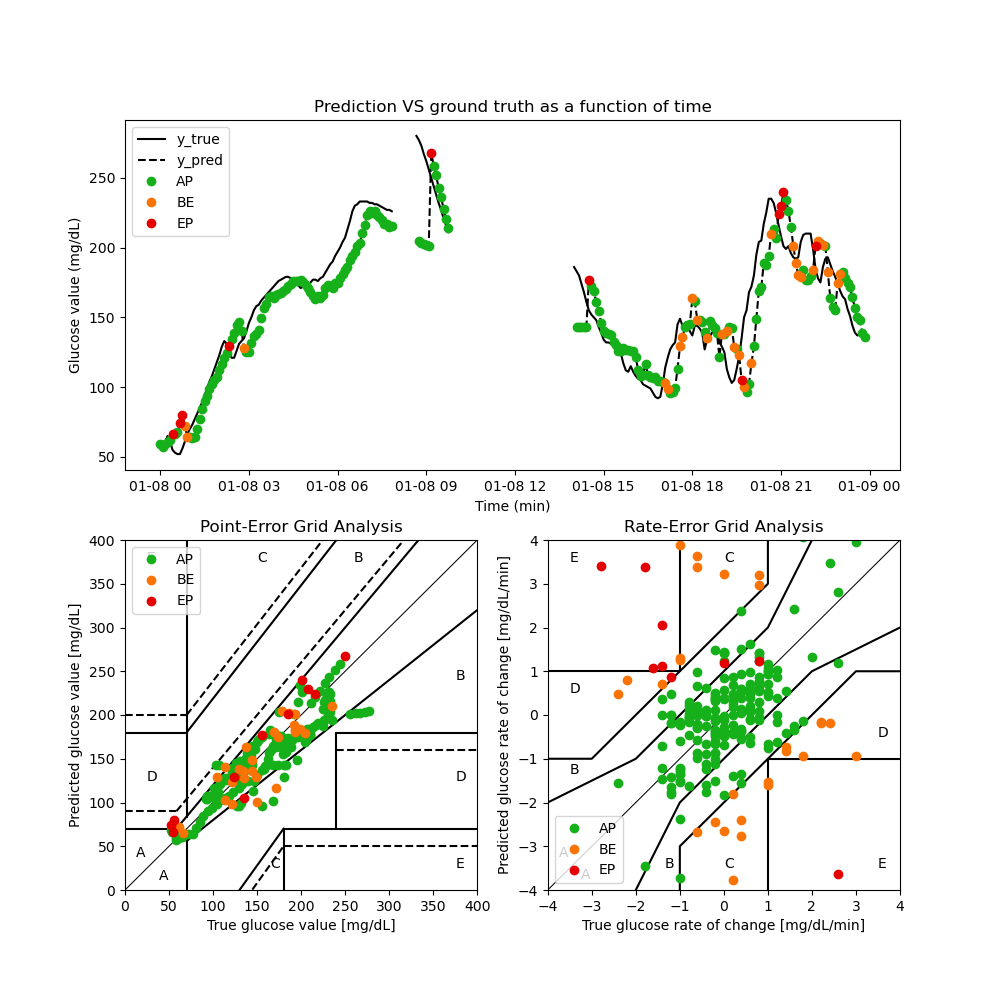 Prediction VS ground truth as a function of time
Glucose value (mg/dL)
250
200
150
100
50
y_true
y_pred
AP
BE
EP
01-08 00 01-08 03 01-08 06 01-08 09 01-08 12 01-08 15 01-08 18 01-08 21 01-09 00
Time (min)
Point-Error Grid Analysis
Predicted glucose value [mg/dL]
400
350
300
250
200
150
100
50
0
AP
BE
EP
E C B
B
D D
A
A C E
0 50 100 150 200 250 300 350 400
True glucose value [mg/dL]
Rate-Error Grid Analysis
Predicted glucose rate of change [mg/dL/min]
4
3
2
1
0
−1
−2
−3
−4
E C
D
D
B
A B C E
A
AP
BE
EP
−4 −3 −2 −1 0 1 2 3 4
True glucose rate of change [mg/dL/min]